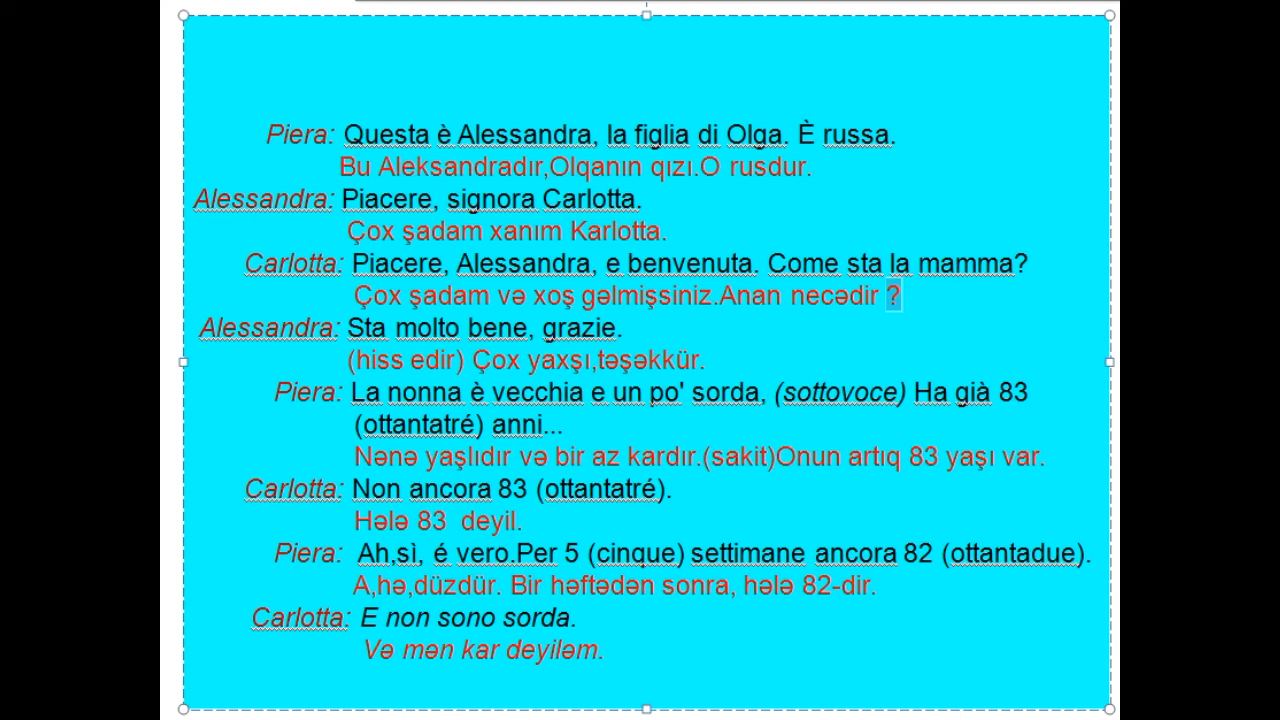 Piera: Questa è Alessandra, la figlia di Olga. È russa.
Bu Aleksandradır,Olqanın qızı.O rusdur.
Alessandra: Piacere, signora Carlotta.
Çox şadam xanım Karlotta.
Carlotta: Piacere, Alessandra, e benvenuta. Come sta la mamma?
Çox şadam və xoş gəlmişsiniz.Anan necədir ?
Alessandra: Sta molto bene, grazie.
(hiss edir) Çox yaxşı,təşəkkür.
Piera: La nonna è vecchia e un po' sorda, (sottovoce) Ha già 83
(ottantatré) anni...
Nənə yaşlıdır və bir az kardır.(sakit)Onun artıq 83 yaşı var.
Carlotta: Non ancora 83 (ottantatré).
Hələ 83 deyil.
Piera: Ah,sì, é vero.Per 5 (cinque) settimane ancora 82 (ottantadue).
A,hə,düzdür. Bir həftədən sonra, hələ 82-dir.
Carlotta: E non sono sorda.
Və mən kar deyiləm.